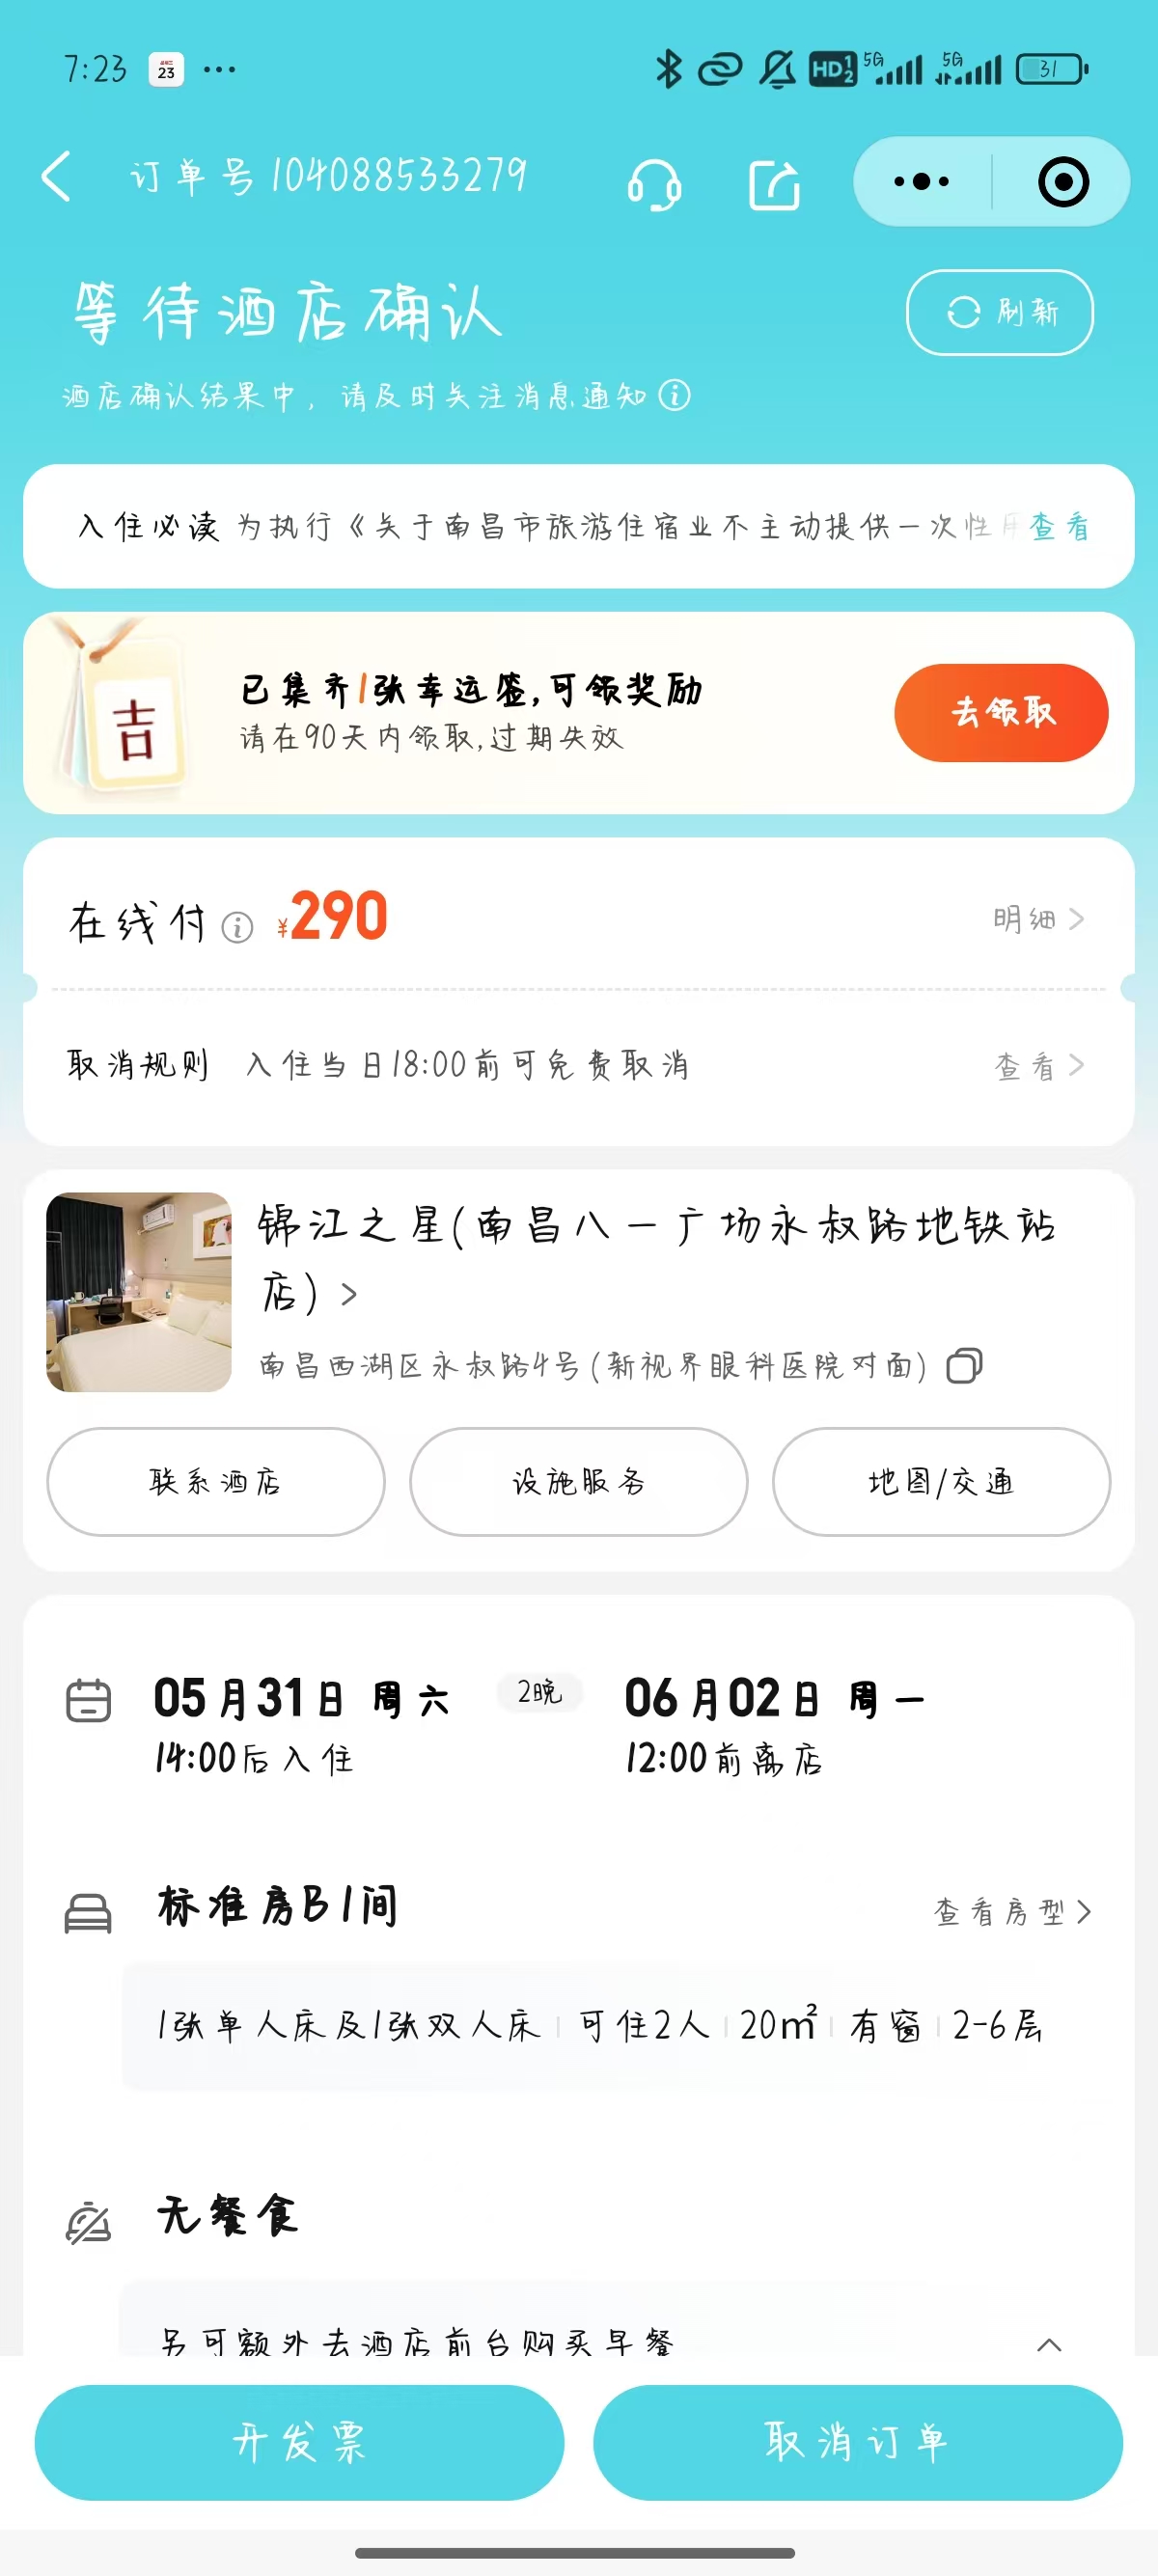 7:23 23 ... HD 1 2 5G 5G 31
订单号 104088533279
等待酒店确认
刷新
酒店确认结果中，请及时关注消息通知
入住必读 为执行《关于南昌市旅游住宿业不主动提供一次性 查看
吉
已集齐1张幸运签,可领奖励
请在90天内领取,过期失效
去领取
在线付 ¥290 明细
取消规则 入住当日18:00前可免费取消 查看
锦江之星(南昌八一广场永叔路地铁站
店)
南昌西湖区永叔路4号(新视界眼科医院对面)
联系酒店 设施服务 地图/交通
05月31日 周六 2晚 06月02日 周一
14:00后入住 12:00前离店
标准房B1间 查看房型
1张单人床及1张双人床 可住2人 20㎡ 有窗 2-6层
无餐食
另可额外去酒店前台购买早餐
开发票 取消订单